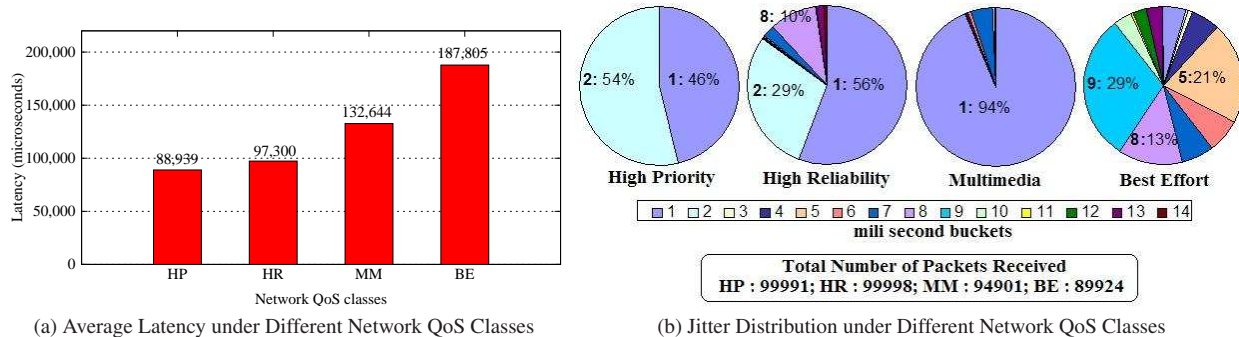 Latency (microseconds)
200,000
150,000
100,000
50,000
0
88,939
97,300
132,644
187,805
HP HR MM BE
Network QoS classes
(a) Average Latency under Different Network QoS Classes
2: 54%
1: 46%
High Priority
8: 10%
2: 29%
1: 56%
High Reliability
1: 94%
Multimedia
9: 29%
5:21%
8:13%
Best Effort
1 2 3 4 5 6 7 8 9 10 11 12 13 14
mili second buckets
Total Number of Packets Received
HP : 99991; HR : 99998; MM : 94901; BE : 89924
(b) Jitter Distribution under Different Network QoS Classes